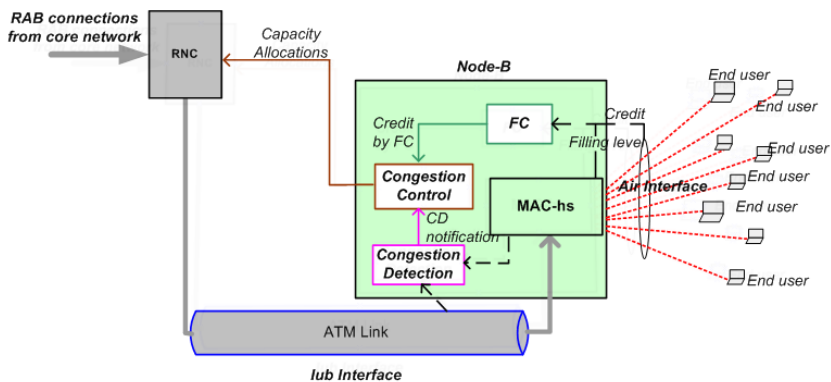 RAB connections
from core network
RNC
Capacity
Allocations
Node-B
FC
Credit
by FC
Credit
Filling level
Congestion
Control
MAC-hs
CD
notification
Congestion
Detection
Air Interface
End user
End user
End user
End user
End user
End user
End user
ATM Link
Iub Interface